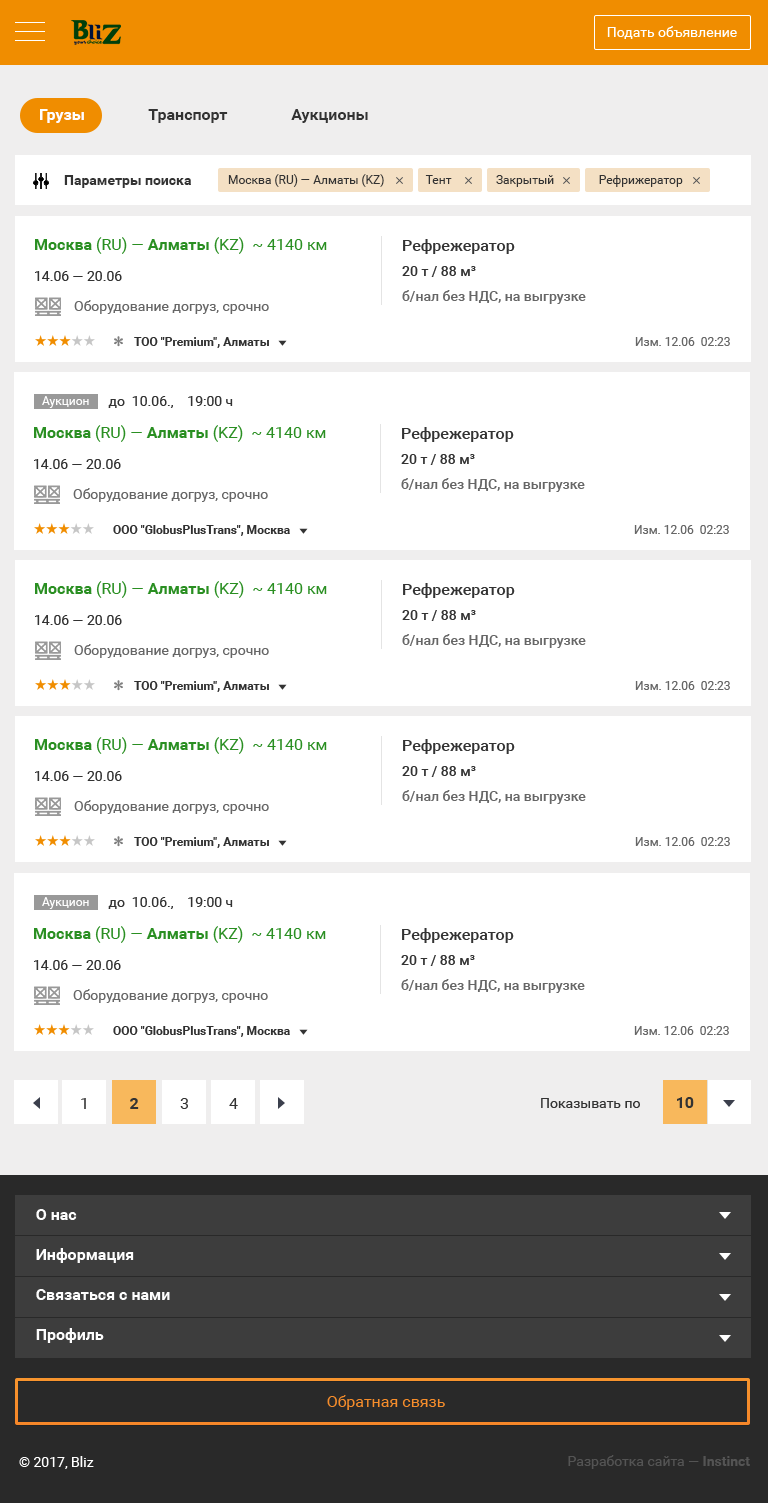 BliZ
Подать объявление
Грузы Транспорт Аукционы
Параметры поиска Москва (RU) — Алматы (KZ) × Тент × Закрытый × Рефрижератор ×
Москва (RU) — Алматы (KZ) ~ 4140 км Рефрежератор
14.06 — 20.06 20 т / 88 м³
Оборудование догруз, срочно б/нал без НДС, на выгрузке
ТОО "Premium", Алматы Изм. 12.06 02:23
Аукцион до 10.06., 19:00 ч
Москва (RU) — Алматы (KZ) ~ 4140 км Рефрежератор
14.06 — 20.06 20 т / 88 м³
Оборудование догруз, срочно б/нал без НДС, на выгрузке
ООО "GlobusPlusTrans", Москва Изм. 12.06 02:23
Москва (RU) — Алматы (KZ) ~ 4140 км Рефрежератор
14.06 — 20.06 20 т / 88 м³
Оборудование догруз, срочно б/нал без НДС, на выгрузке
ТОО "Premium", Алматы Изм. 12.06 02:23
Москва (RU) — Алматы (KZ) ~ 4140 км Рефрежератор
14.06 — 20.06 20 т / 88 м³
Оборудование догруз, срочно б/нал без НДС, на выгрузке
ТОО "Premium", Алматы Изм. 12.06 02:23
Аукцион до 10.06., 19:00 ч
Москва (RU) — Алматы (KZ) ~ 4140 км Рефрежератор
14.06 — 20.06 20 т / 88 м³
Оборудование догруз, срочно б/нал без НДС, на выгрузке
ООО "GlobusPlusTrans", Москва Изм. 12.06 02:23
1 2 3 4 Показывать по 10
О нас
Информация
Связаться с нами
Профиль
Обратная связь
© 2017, Bliz Разработка сайта — Instinct